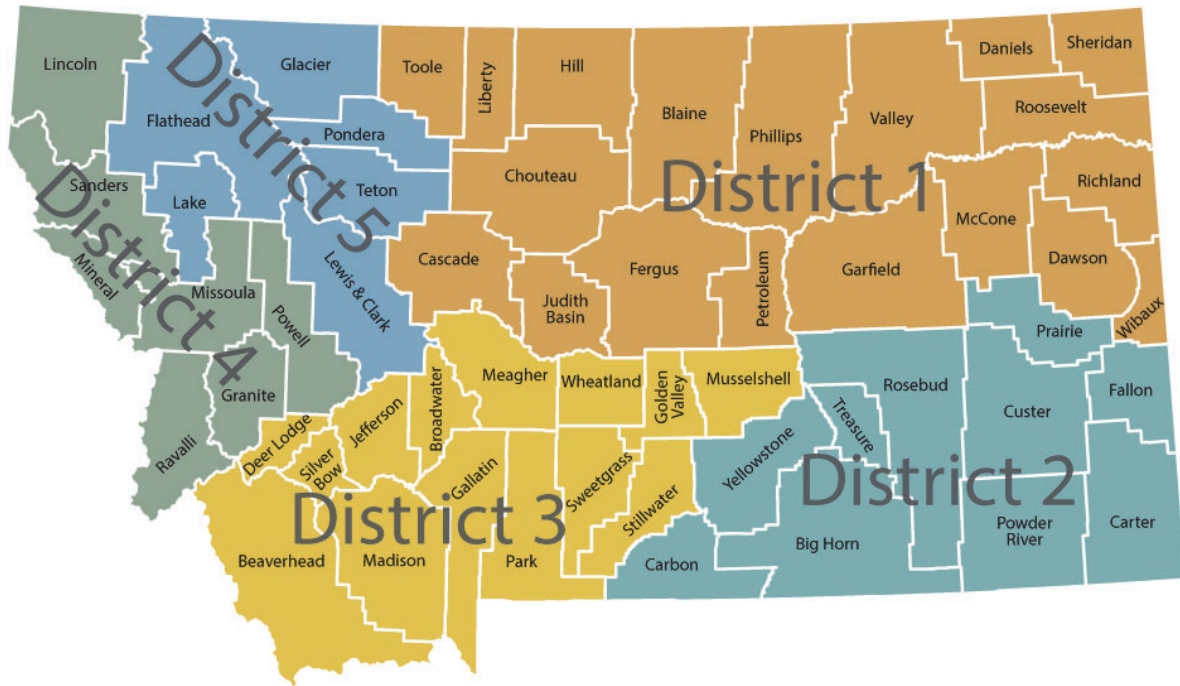 Lincoln
Glacier
Toole
Liberty
Hill
Blaine
Phillips
Valley
Daniels
Sheridan
Roosevelt
Flathead
Pondera
District 5
Sanders
Lake
Teton
Chouteau
District 1
McCone
Richland
District 4
Mineral
Missoula
Powell
Lewis & Clark
Cascade
Judith
Basin
Fergus
Petroleum
Garfield
Dawson
Wibaux
Prairie
Ravalli
Granite
Deer Lodge
Silver
Bow
Jefferson
Broadwater
Meagher
Wheatland
Golden
Valley
Musselshell
Rosebud
Treasure
Custer
Fallon
Yellowstone
District 2
Gallatin
Sweetgrass
Stillwater
District 3
Beaverhead
Madison
Park
Carbon
Big Horn
Powder
River
Carter